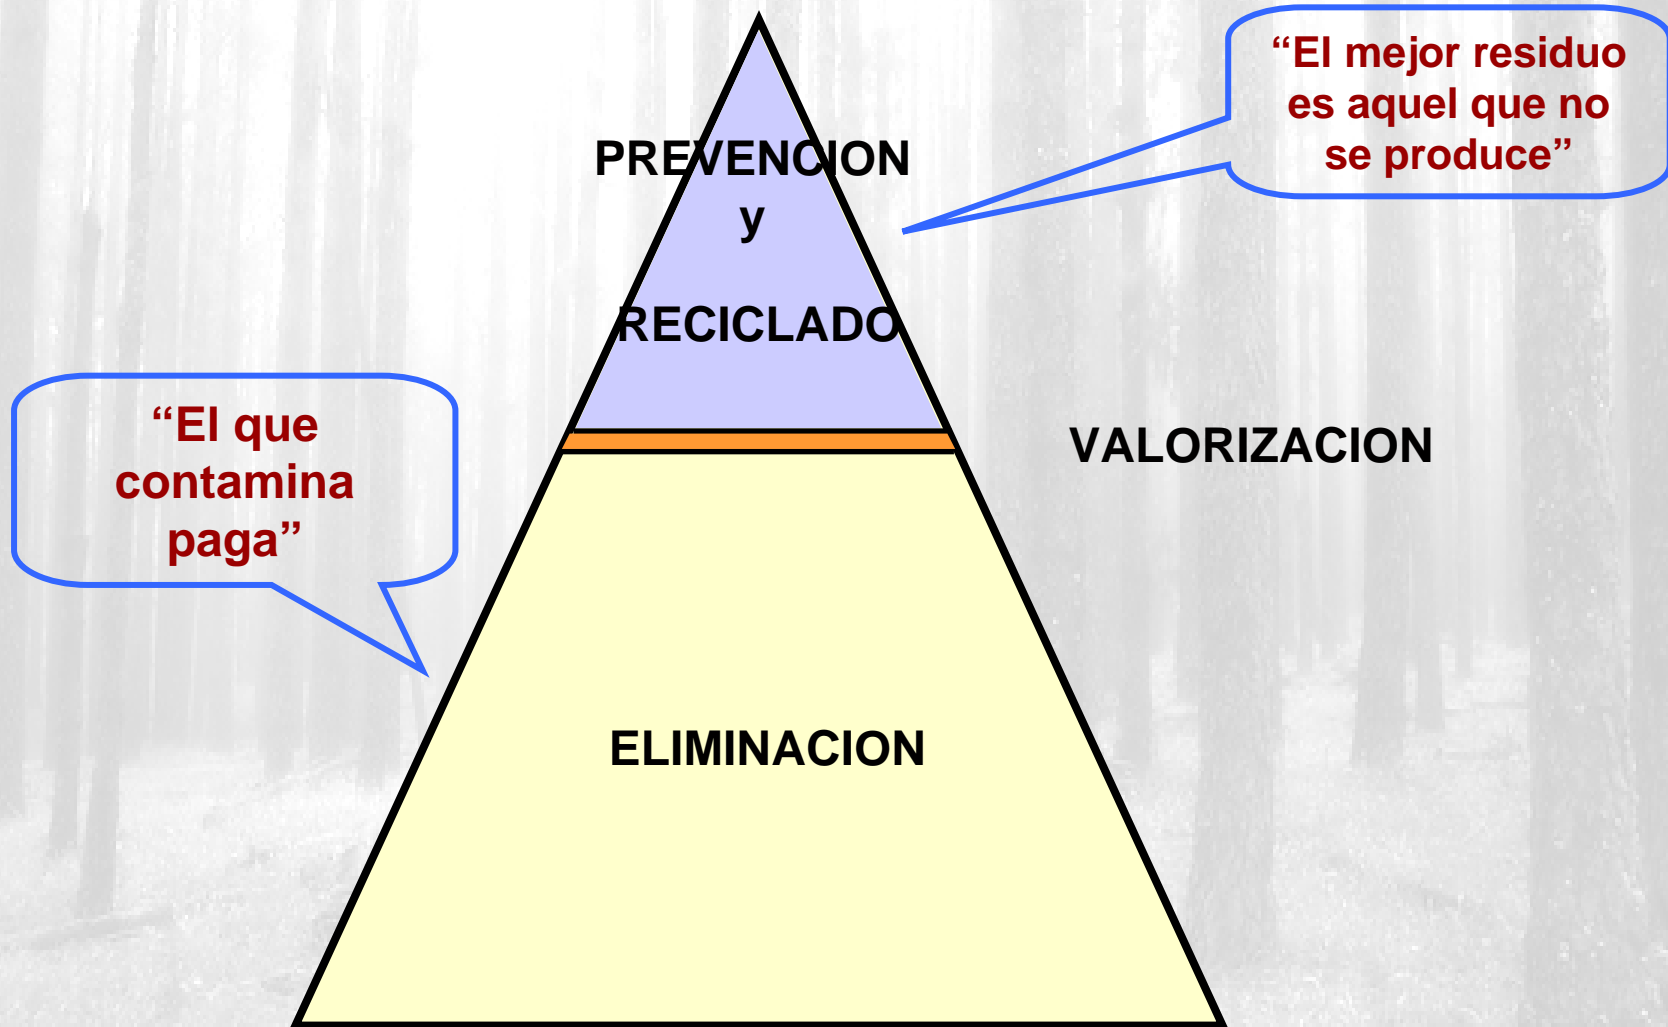 “El mejor residuo
es aquel que no
se produce”
PREVENCION
y
RECICLADO
“El que
contamina
paga”
VALORIZACION
ELIMINACION